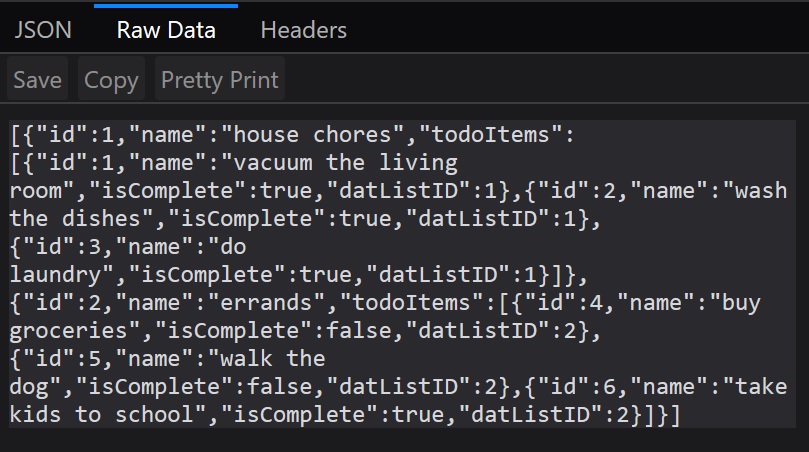 JSON Raw Data Headers
Save Copy Pretty Print
[{"id":1,"name":"house chores","todoItems":
[{"id":1,"name":"vacuum the living
room","isComplete":true,"datListID":1},{"id":2,"name":"wash
the dishes","isComplete":true,"datListID":1},
{"id":3,"name":"do
laundry","isComplete":true,"datListID":1}]},
{"id":2,"name":"errands","todoItems":[{"id":4,"name":"buy
groceries","isComplete":false,"datListID":2},
{"id":5,"name":"walk the
dog","isComplete":false,"datListID":2},{"id":6,"name":"take
kids to school","isComplete":true,"datListID":2}]}]